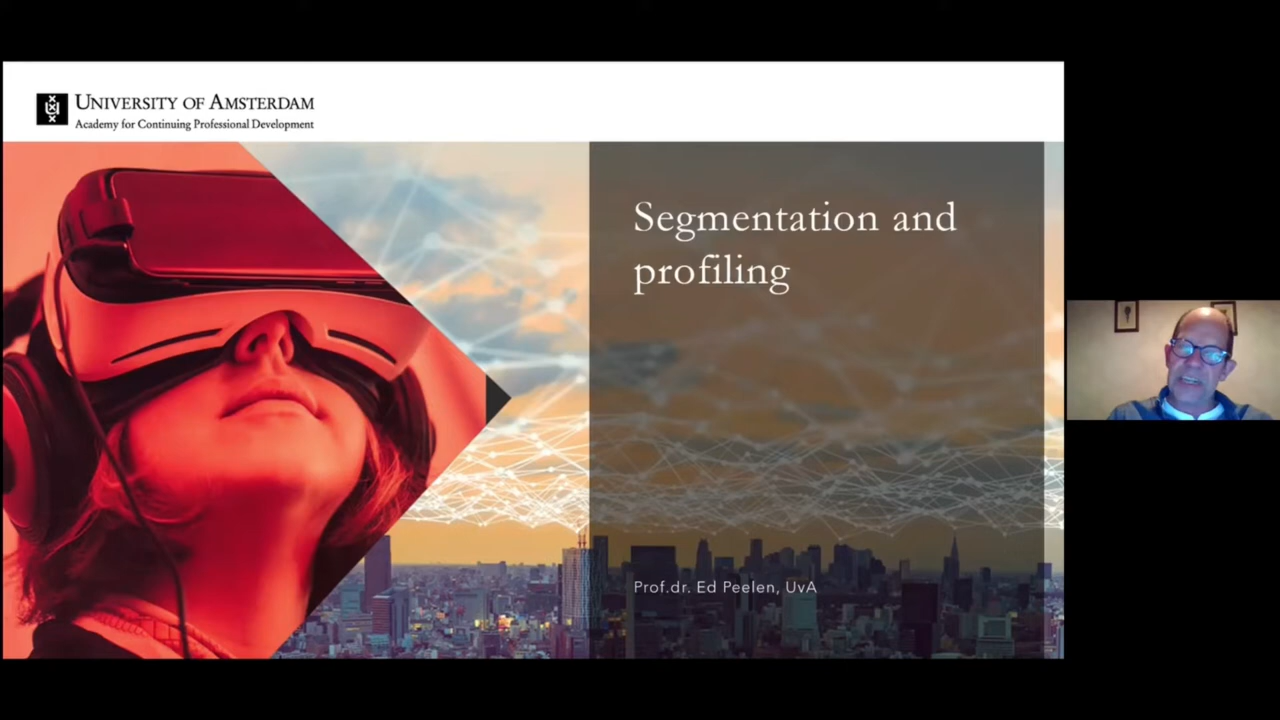 UNIVERSITY OF AMSTERDAM
Academy for Continuing Professional Development
Segmentation and
profiling
Prof.dr. Ed Peelen, UvA